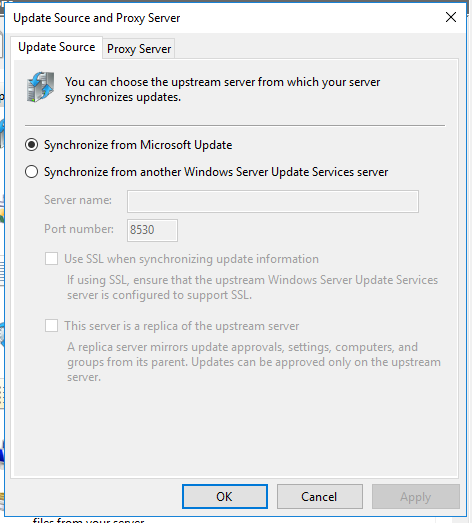 Update Source and Proxy Server
Update Source
Proxy Server
You can choose the upstream server from which your server
synchronizes updates.
Synchronize from Microsoft Update
Synchronize from another Windows Server Update Services server
Server name:
Port number:
8530
Use SSL when synchronizing update information
If using SSL, ensure that the upstream Windows Server Update Services
server is configured to support SSL.
This server is a replica of the upstream server
A replica server mirrors update approvals, settings, computers, and
groups from its parent. Updates can be approved only on the upstream
server.
OK
Cancel
Apply
files from your server